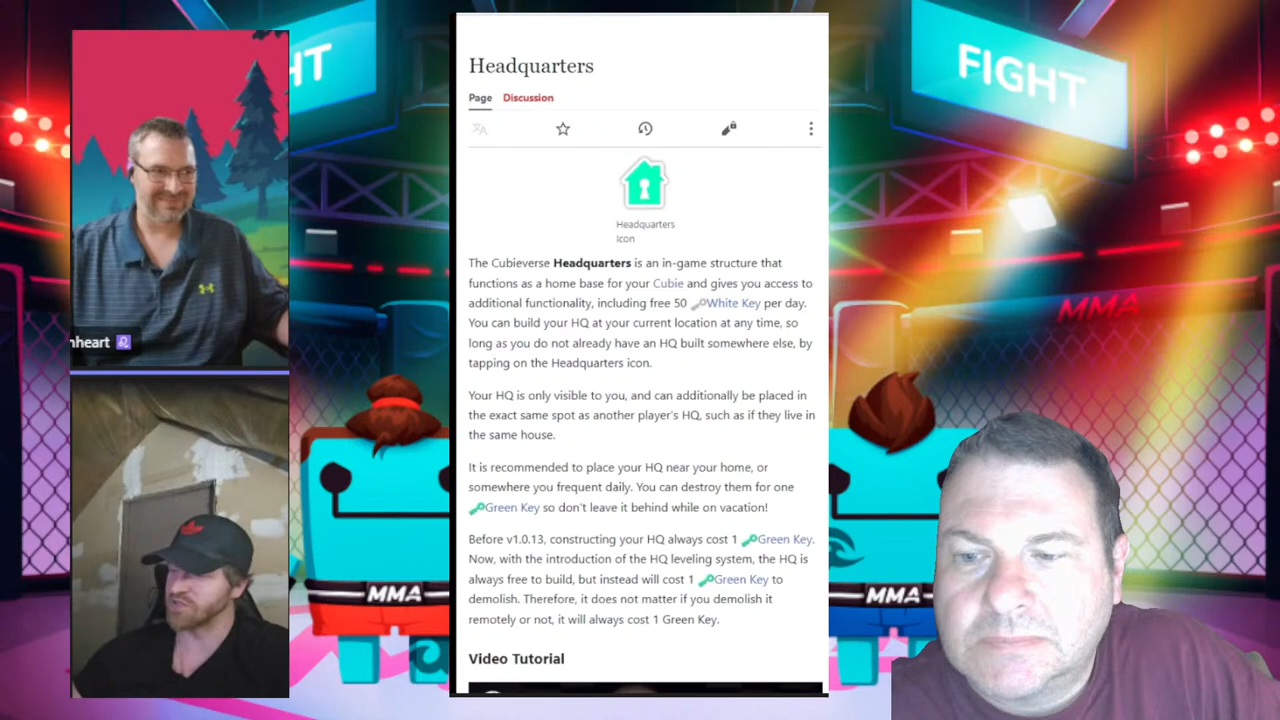 HT
FIGHT
MMA
nheart
MMA
MMA
Headquarters
Page Discussion
Headquarters
Icon
The Cubieverse Headquarters is an in-game structure that
functions as a home base for your Cubie and gives you access to
additional functionality, including free 50 White Key per day.
You can build your HQ at your current location at any time, so
long as you do not already have an HQ built somewhere else, by
tapping on the Headquarters icon.
Your HQ is only visible to you, and can additionally be placed in
the exact same spot as another player's HQ, such as if they live in
the same house.
It is recommended to place your HQ near your home, or
somewhere you frequent daily. You can destroy them for one
Green Key so don't leave it behind while on vacation!
Before v1.0.13, constructing your HQ always cost 1 Green Key.
Now, with the introduction of the HQ leveling system, the HQ is
always free to build, but instead will cost 1 Green Key to
demolish. Therefore, it does not matter if you demolish it
remotely or not, it will always cost 1 Green Key.
Video Tutorial